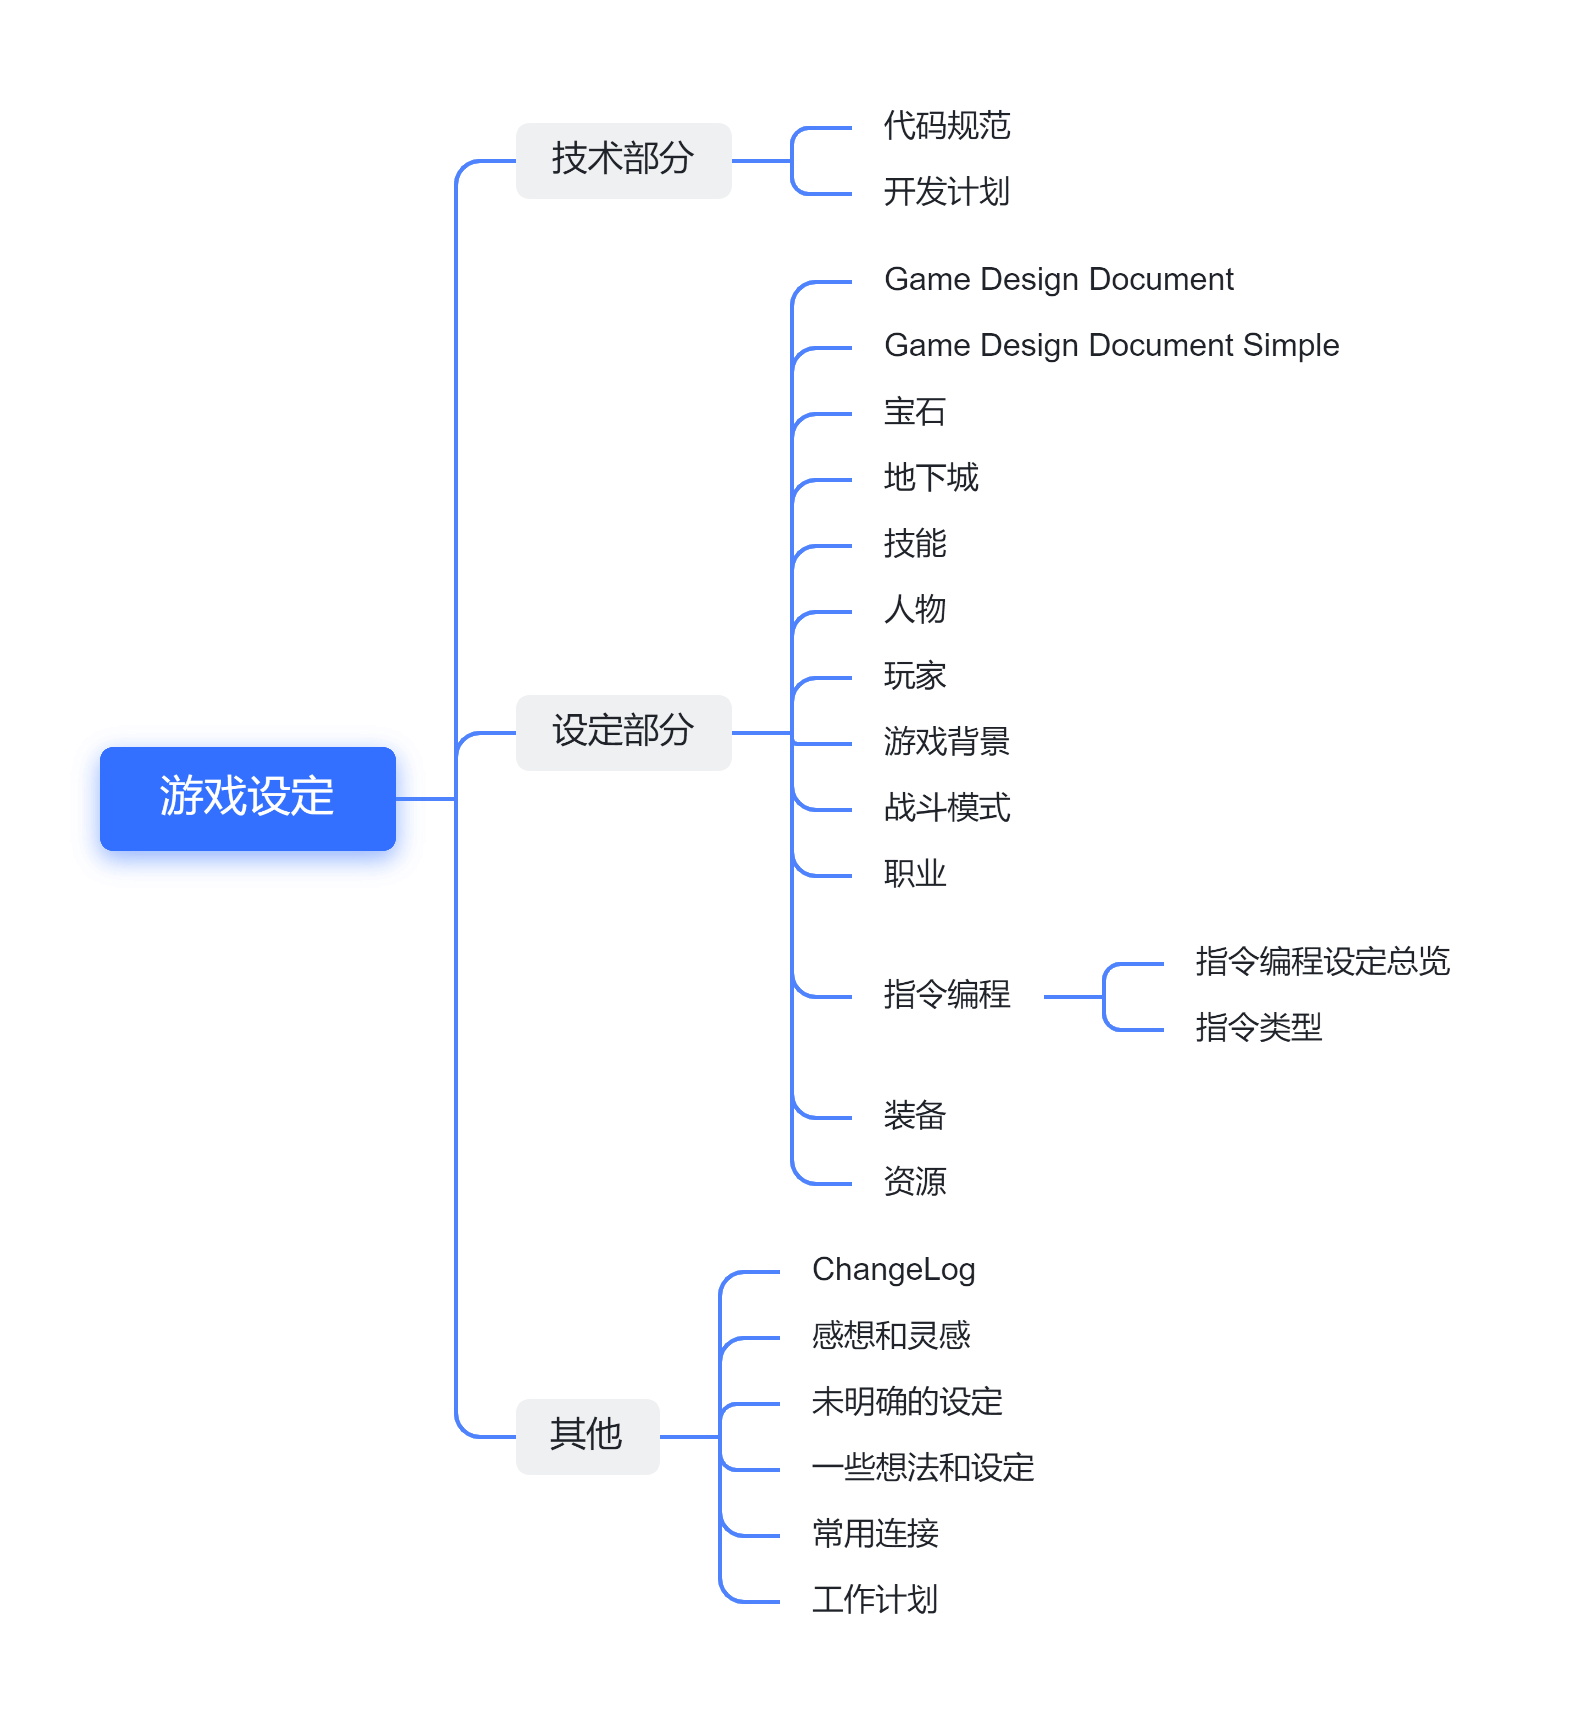 游戏设定
技术部分
代码规范
开发计划
设定部分
Game Design Document
Game Design Document Simple
宝石
地下城
技能
人物
玩家
游戏背景
战斗模式
职业
指令编程
指令编程设定总览
指令类型
装备
资源
其他
ChangeLog
感想和灵感
未明确的设定
一些想法和设定
常用连接
工作计划